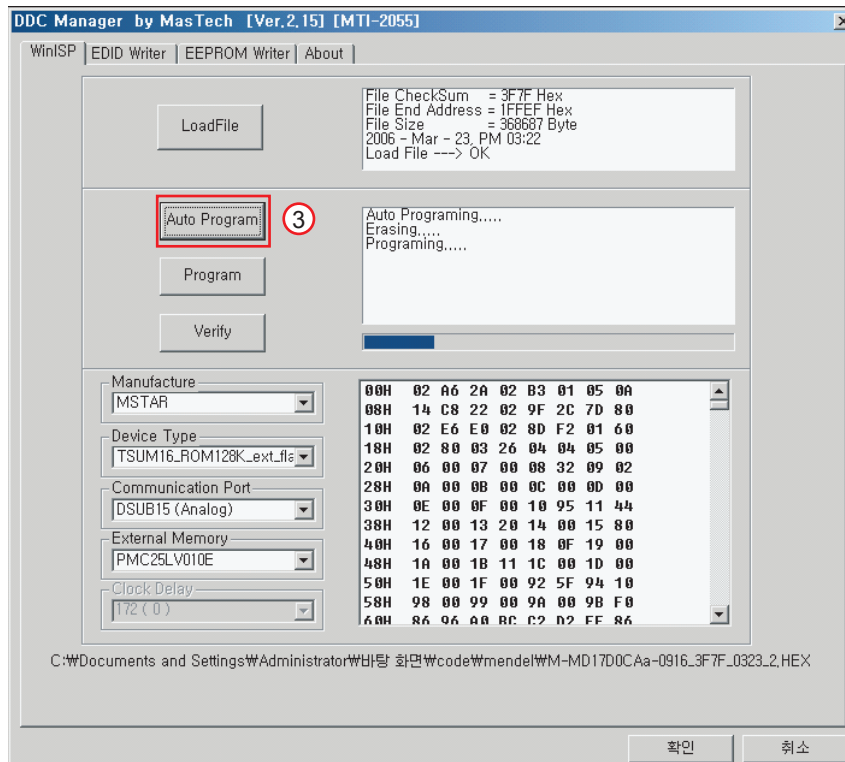 DDC Manager by MasTech [Ver,2,15] [MTI-2055]
WinISP EDID Writer EEPROM Writer About
LoadFile
File CheckSum = 3F7F Hex
File End Address = 1FFEF Hex
File Size = 368687 Byte
2006 - Mar - 23, PM 03:22
Load File ---> OK
Auto Program
③
Auto Programing,,,,,
Erasing,,,,,
Programing,,,,,
Program
Verify
Manufacture
MSTAR
Device Type
TSUM16_ROM128K_ext_fla
Communication Port
DSUB15 (Analog)
External Memory
PMC25LV010E
Clock Delay
172 ( 0 )
00H 02 A6 2A 02 B3 01 05 0A
08H 14 C8 22 02 9F 2C 7D 80
10H 02 E6 E0 02 8D F2 01 60
18H 02 80 03 26 04 04 05 00
20H 06 00 07 00 08 32 09 02
28H 0A 00 0B 00 0C 00 0D 00
30H 0E 00 0F 00 10 95 11 44
38H 12 00 13 20 14 00 15 80
40H 16 00 17 00 18 0F 19 00
48H 1A 00 1B 11 1C 00 1D 00
50H 1E 00 1F 00 92 5F 94 10
58H 98 00 99 00 9A 00 9B F0
60H 86 96 A0 BC C2 D2 EE 86
C:₩Documents and Settings₩Administrator₩바탕 화면₩code₩mendel₩M-MD17D0CAa-0916_3F7F_0323_2,HEX
확인
취소